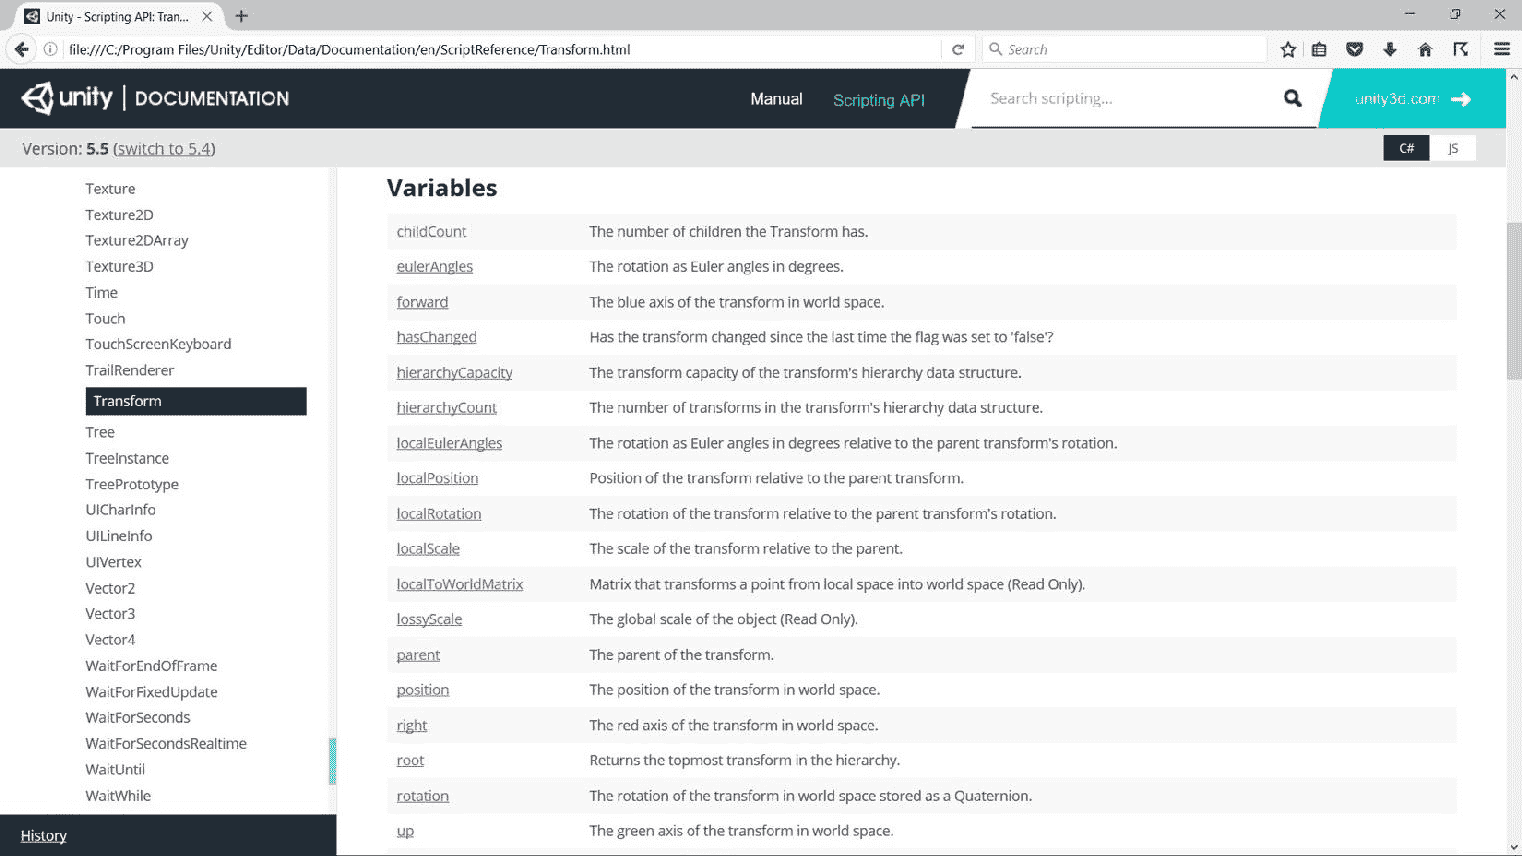 Unity - Scripting API: Tran...
file:///C:/Program Files/Unity/Editor/Data/Documentation/en/ScriptReference/Transform.html
Search
unity | DOCUMENTATION
Manual
Scripting API
Search scripting...
unity3d.com
Version: 5.5 (switch to 5.4)
C#
JS
Texture
Texture2D
Texture2DArray
Texture3D
Time
Touch
TouchScreenKeyboard
TrailRenderer
Transform
Tree
TreeInstance
TreePrototype
UICharInfo
UILineInfo
UIVertex
Vector2
Vector3
Vector4
WaitForEndOfFrame
WaitForFixedUpdate
WaitForSeconds
WaitForSecondsRealtime
WaitUntil
WaitWhile
History
Variables
childCount The number of children the Transform has.
eulerAngles The rotation as Euler angles in degrees.
forward The blue axis of the transform in world space.
hasChanged Has the transform changed since the last time the flag was set to 'false'?
hierarchyCapacity The transform capacity of the transform's hierarchy data structure.
hierarchyCount The number of transforms in the transform's hierarchy data structure.
localEulerAngles The rotation as Euler angles in degrees relative to the parent transform's rotation.
localPosition Position of the transform relative to the parent transform.
localRotation The rotation of the transform relative to the parent transform's rotation.
localScale The scale of the transform relative to the parent.
localToWorldMatrix Matrix that transforms a point from local space into world space (Read Only).
lossyScale The global scale of the object (Read Only).
parent The parent of the transform.
position The position of the transform in world space.
right The red axis of the transform in world space.
root Returns the topmost transform in the hierarchy.
rotation The rotation of the transform in world space stored as a Quaternion.
up The green axis of the transform in world space.